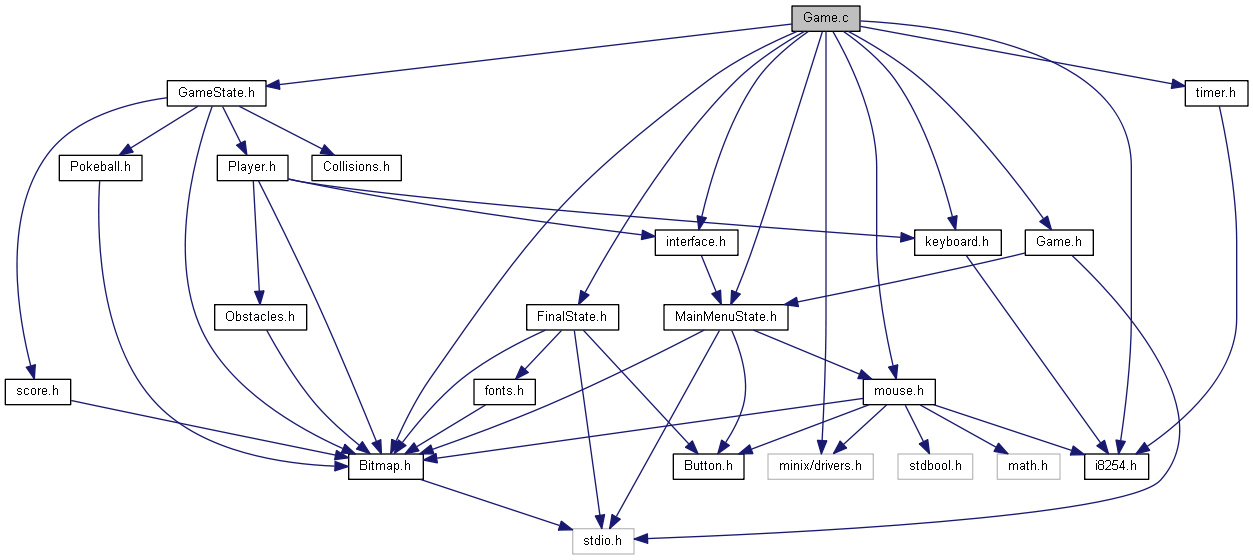 Game.c
GameState.h
timer.h
Pokeball.h
Player.h
Collisions.h
interface.h
keyboard.h
Game.h
Obstacles.h
FinalState.h
MainMenuState.h
score.h
fonts.h
mouse.h
Bitmap.h
Button.h
minix/drivers.h
stdbool.h
math.h
i8254.h
stdio.h